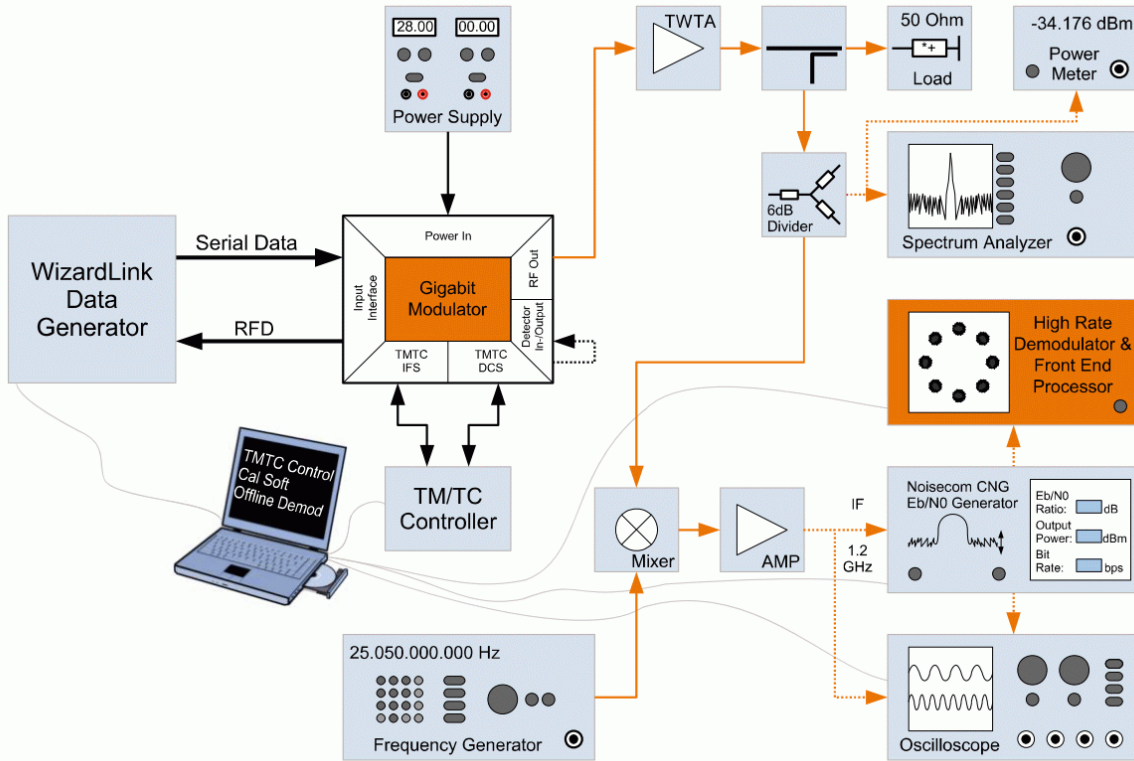 28.00
00.00
Power Supply
TWTA
50 Ohm
*+
Load
-34.176 dBm
Power
Meter
6dB
Divider
Spectrum Analyzer
WizardLink
Data
Generator
Serial Data
RFD
Power In
Input
Interface
Gigabit
Modulator
RF Out
Detector
In-/Output
TMTC
IFS
TMTC
DCS
High Rate
Demodulator &
Front End
Processor
TMTC Control
Cal Soft
Offline Demod
TM/TC
Controller
Mixer
AMP
IF
1.2
GHz
Noisecom CNG
Eb/N0 Generator
Eb/N0
Ratio: dB
Output
Power: dBm
Bit
Rate: bps
25.050.000.000 Hz
Frequency Generator
Oscilloscope